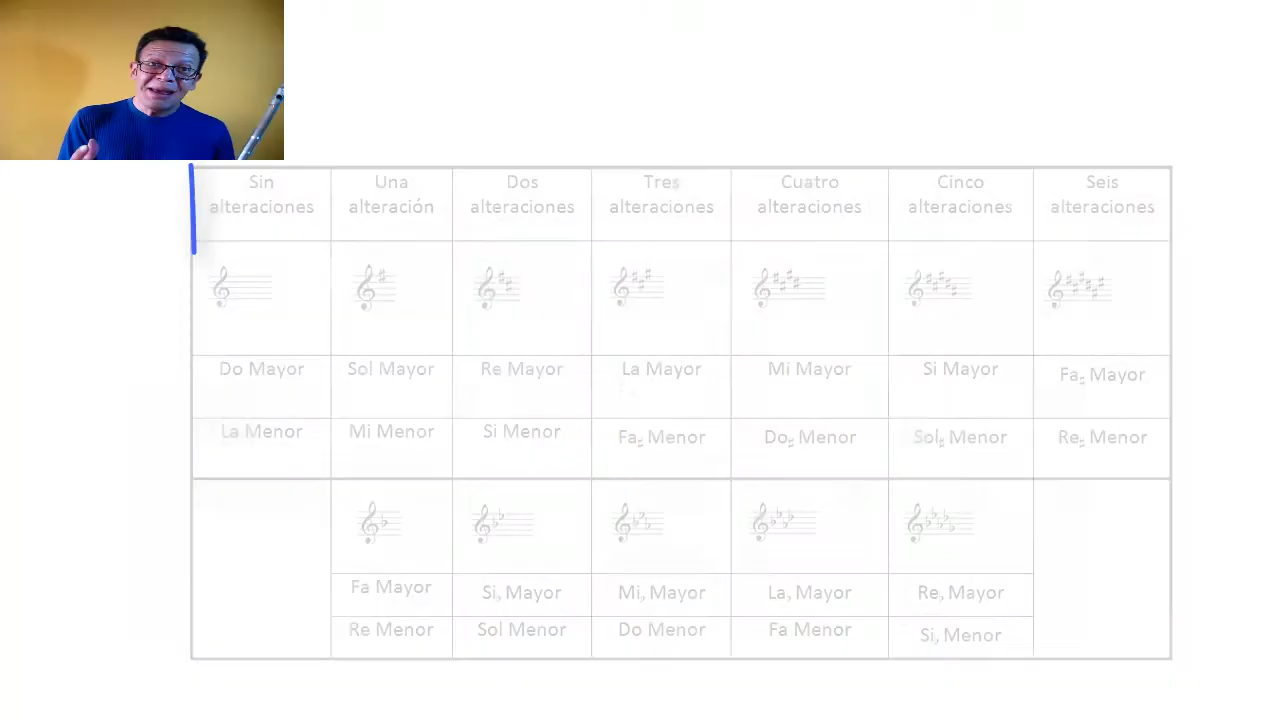 Sin alteraciones
Una alteración
Dos alteraciones
Tres alteraciones
Cuatro alteraciones
Cinco alteraciones
Seis alteraciones
Do Mayor
Sol Mayor
Re Mayor
La Mayor
Mi Mayor
Si Mayor
Fa♯ Mayor
La Menor
Mi Menor
Si Menor
Fa♯ Menor
Do♯ Menor
Sol♯ Menor
Re♯ Menor
Fa Mayor
Si♭ Mayor
Mi♭ Mayor
La♭ Mayor
Re♭ Mayor
Re Menor
Sol Menor
Do Menor
Fa Menor
Si♭ Menor